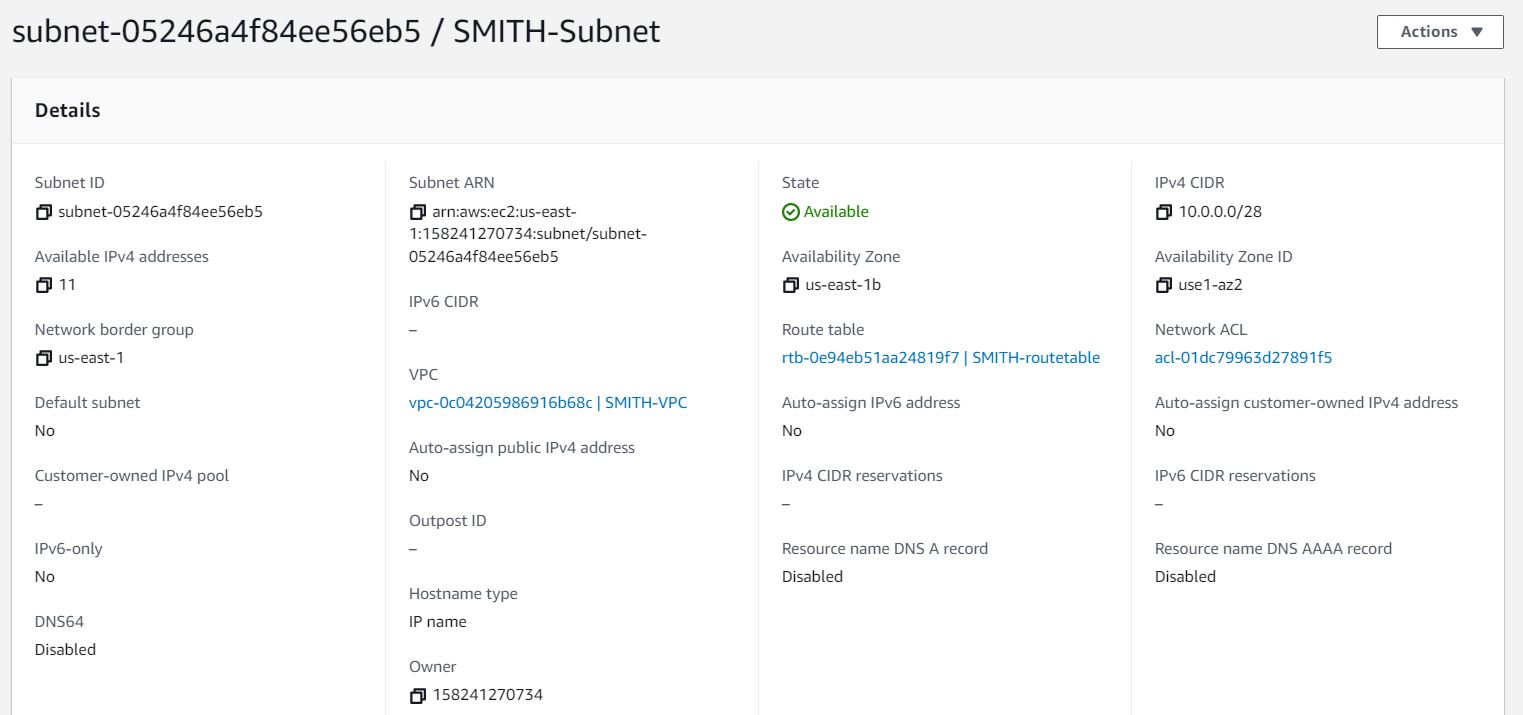 subnet-05246a4f84ee56eb5 / SMITH-Subnet
Actions
Details
Subnet ID
subnet-05246a4f84ee56eb5
Available IPv4 addresses
11
Network border group
us-east-1
Default subnet
No
Customer-owned IPv4 pool
–
IPv6-only
No
DNS64
Disabled
Subnet ARN
arn:aws:ec2:us-east-
1:158241270734:subnet/subnet-
05246a4f84ee56eb5
IPv6 CIDR
–
VPC
vpc-0c04205986916b68c | SMITH-VPC
Auto-assign public IPv4 address
No
Outpost ID
–
Hostname type
IP name
Owner
158241270734
State
Available
Availability Zone
us-east-1b
Route table
rtb-0e94eb51aa24819f7 | SMITH-routetable
Auto-assign IPv6 address
No
IPv4 CIDR reservations
–
Resource name DNS A record
Disabled
IPv4 CIDR
10.0.0.0/28
Availability Zone ID
use1-az2
Network ACL
acl-01dc79963d27891f5
Auto-assign customer-owned IPv4 address
No
IPv6 CIDR reservations
–
Resource name DNS AAAA record
Disabled